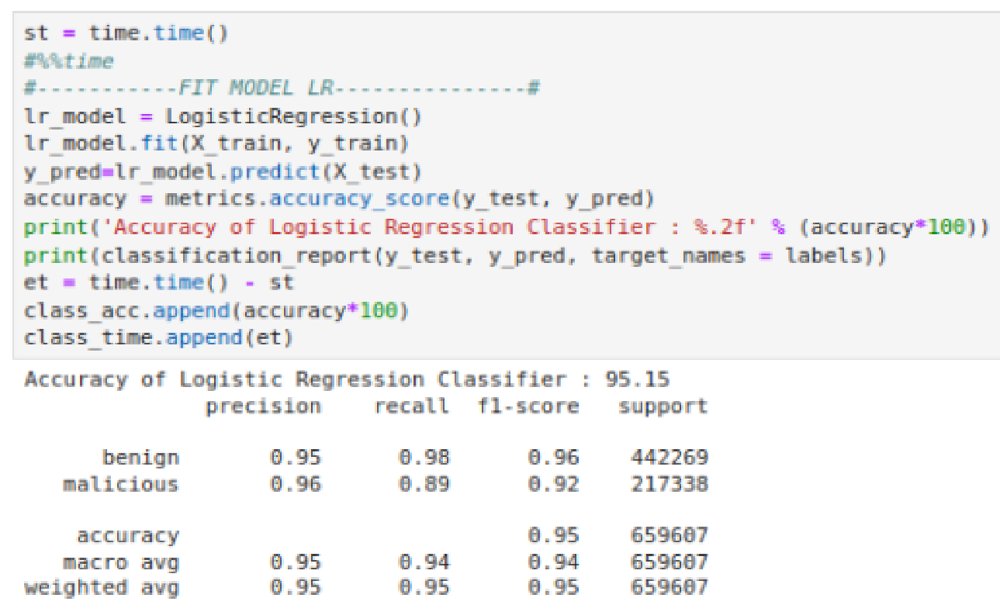 st = time.time()
#%%time
#-----------FIT MODEL LR---------------#
lr_model = LogisticRegression()
lr_model.fit(X_train, y_train)
y_pred=lr_model.predict(X_test)
accuracy = metrics.accuracy_score(y_test, y_pred)
print('Accuracy of Logistic Regression Classifier : %.2f' % (accuracy*100))
print(classification_report(y_test, y_pred, target_names = labels))
et = time.time() - st
class_acc.append(accuracy*100)
class_time.append(et)
Accuracy of Logistic Regression Classifier : 95.15
precision recall f1-score support
benign 0.95 0.98 0.96 442269
malicious 0.96 0.89 0.92 217338
accuracy 0.95 659607
macro avg 0.95 0.94 0.94 659607
weighted avg 0.95 0.95 0.95 659607